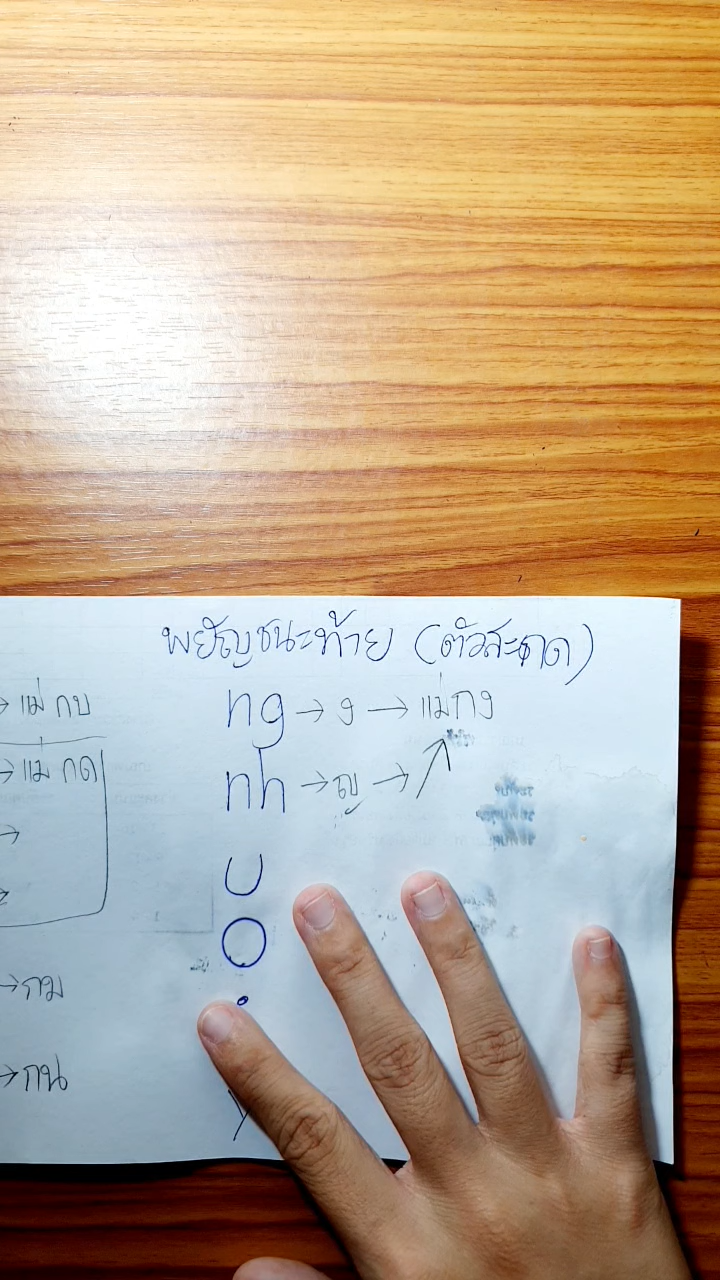 พยัญชนะท้าย (ตัวสะกด)
→ แม่ กบ
ng → ง → แม่กง
→ แม่ กด
nh → ญ → ↗
→
u
→
o
→ กม
→ กน
y